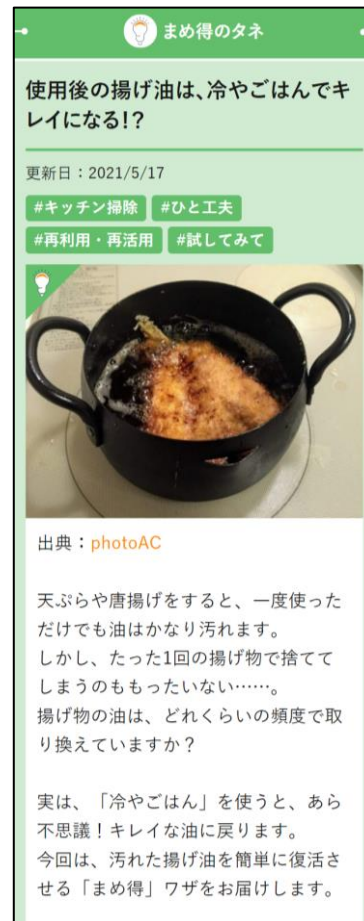 まめ得のタネ
使用後の揚げ油は、冷やごはんでキ
レイになる!?
更新日：2021/5/17
#キッチン掃除 #ひと工夫
#再利用・再活用 #試してみて
出典：photoAC
天ぷらや唐揚げをすると、一度使った
だけでも油はかなり汚れます。
しかし、たった1回の揚げ物で捨てて
しまうのももったいない……。
揚げ物の油は、どれくらいの頻度で取
り換えていますか？
実は、「冷やごはん」を使うと、あら
不思議！キレイな油に戻ります。
今回は、汚れた揚げ油を簡単に復活さ
せる「まめ得」ワザをお届けします。